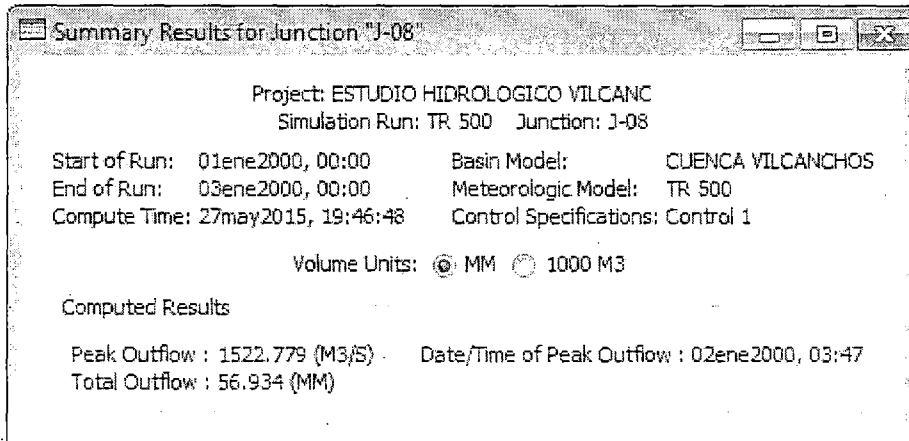 Summary Results for Junction "J-08"
Project: ESTUDIO HIDROLOGICO VILCANC
Simulation Run: TR 500 Junction: J-08
Start of Run: 01ene2000, 00:00 Basin Model: CUENCA VILCANCHOS
End of Run: 03ene2000, 00:00 Meteorologic Model: TR 500
Compute Time: 27may2015, 19:46:48 Control Specifications: Control 1
Volume Units: MM 1000 M3
Computed Results
Peak Outflow : 1522.779 (M3/S) Date/Time of Peak Outflow : 02ene2000, 03:47
Total Outflow : 56.934 (MM)